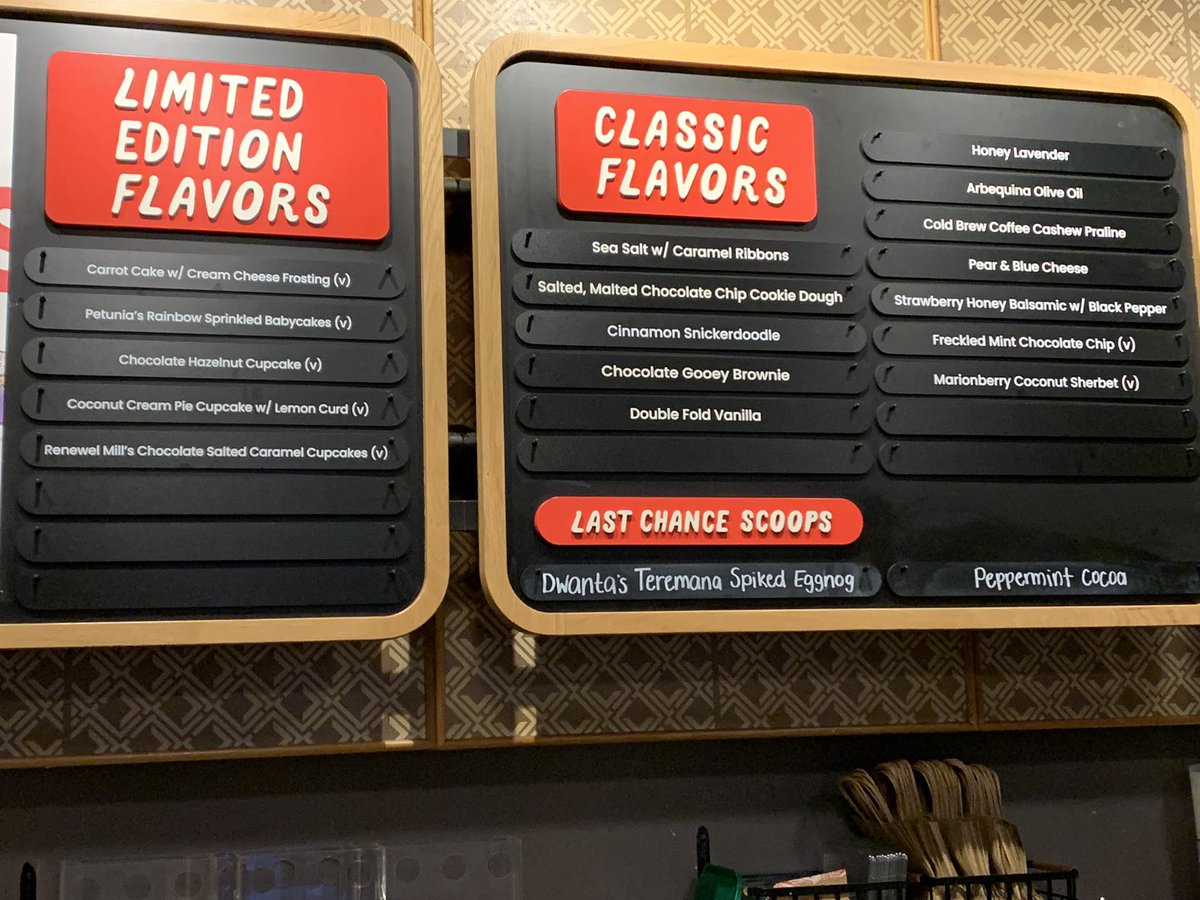 LIMITED
EDITION
FLAVORS
Carrot Cake w/ Cream Cheese Frosting (v)
Petunia's Rainbow Sprinkled Babycakes (v)
Chocolate Hazelnut Cupcake (v)
Coconut Cream Pie Cupcake w/ Lemon Curd (v)
Renewel Mill's Chocolate Salted Caramel Cupcakes (v)
CLASSIC
FLAVORS
Sea Salt w/ Caramel Ribbons
Salted, Malted Chocolate Chip Cookie Dough
Cinnamon Snickerdoodle
Chocolate Gooey Brownie
Double Fold Vanilla
Honey Lavender
Arbequina Olive Oil
Cold Brew Coffee Cashew Praline
Pear & Blue Cheese
Strawberry Honey Balsamic w/ Black Pepper
Freckled Mint Chocolate Chip (v)
Marionberry Coconut Sherbet (v)
LAST CHANCE SCOOPS
Dwanta's Teremana Spiked Eggnog
Peppermint Cocoa